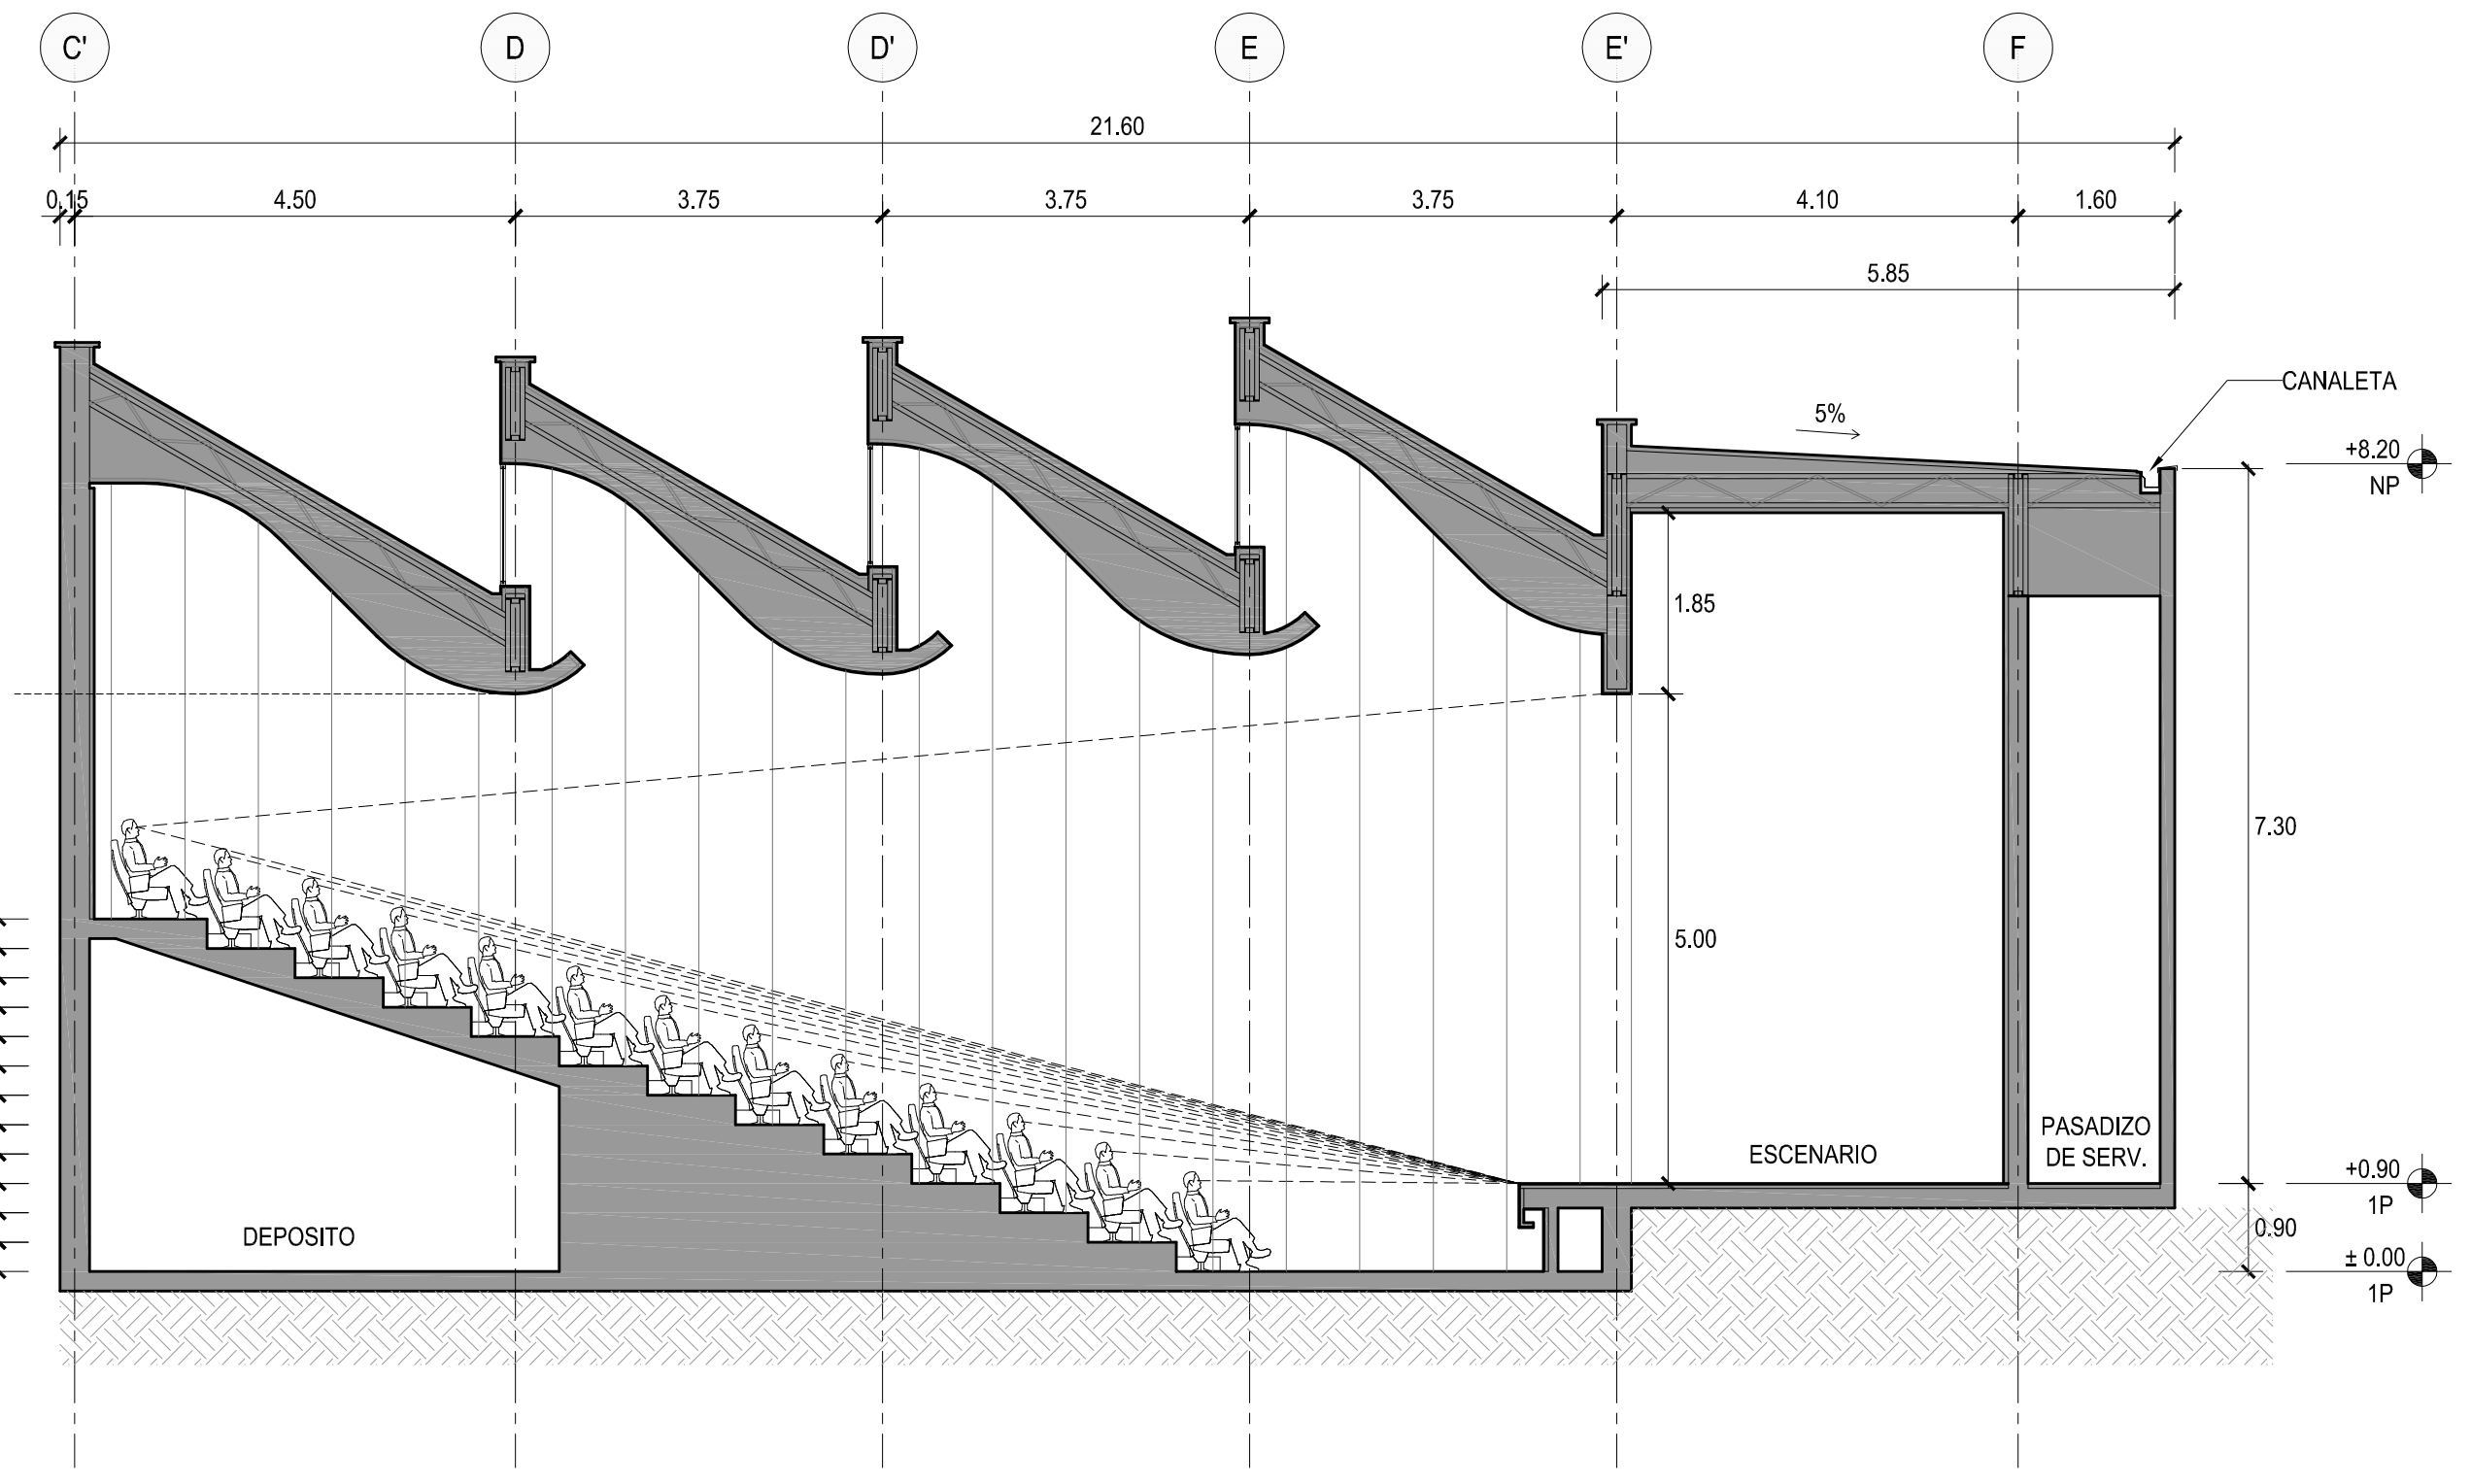 C' D D' E E' F
21.60
0.15 4.50 3.75 3.75 3.75 4.10 1.60
5.85
CANALETA
5%
+8.20
NP
1.85
7.30
5.00
PASADIZO
DE SERV.
ESCENARIO
+0.90
1P
DEPOSITO
0.90
± 0.00
1P